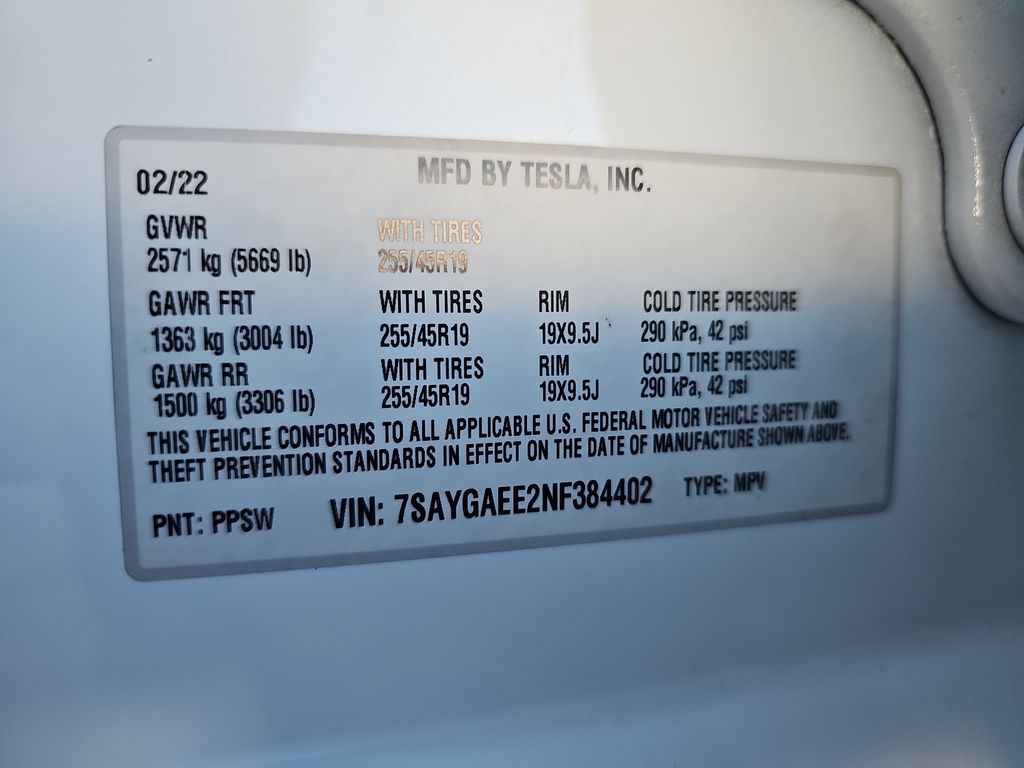 02/22 MFD BY TESLA, INC.
GVWR WITH TIRES
2571 kg (5669 lb) 255/45R19
GAWR FRT WITH TIRES RIM COLD TIRE PRESSURE
1363 kg (3004 lb) 255/45R19 19X9.5J 290 kPa, 42 psi
GAWR RR WITH TIRES RIM COLD TIRE PRESSURE
1500 kg (3306 lb) 255/45R19 19X9.5J 290 kPa, 42 psi
THIS VEHICLE CONFORMS TO ALL APPLICABLE U.S. FEDERAL MOTOR VEHICLE SAFETY AND
THEFT PREVENTION STANDARDS IN EFFECT ON THE DATE OF MANUFACTURE SHOWN ABOVE.
PNT: PPSW VIN: 7SAYGAEE2NF384402 TYPE: MPV